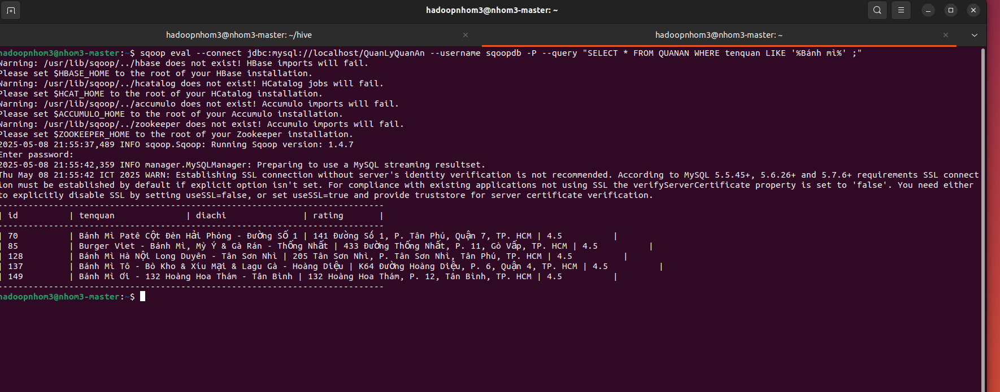 hadoopnhom3@nhom3-master: ~
hadoopnhom3@nhom3-master: ~/hive
hadoopnhom3@nhom3-master: ~
hadoopnhom3@nhom3-master:~$ sqoop eval --connect jdbc:mysql://localhost/QuanLyQuanAn --username sqoopdb -P --query "SELECT * FROM QUANAN WHERE tenquan LIKE '%Bánh mì%' ;"
Warning: /usr/lib/sqoop/../hbase does not exist! HBase imports will fail.
Please set $HBASE_HOME to the root of your HBase installation.
Warning: /usr/lib/sqoop/../hcatalog does not exist! HCatalog jobs will fail.
Please set $HCAT_HOME to the root of your HCatalog installation.
Warning: /usr/lib/sqoop/../accumulo does not exist! Accumulo imports will fail.
Please set $ACCUMULO_HOME to the root of your Accumulo installation.
Warning: /usr/lib/sqoop/../zookeeper does not exist! Accumulo imports will fail.
Please set $ZOOKEEPER_HOME to the root of your Zookeeper installation.
2025-05-08 21:55:37,489 INFO sqoop.Sqoop: Running Sqoop version: 1.4.7
Enter password:
2025-05-08 21:55:42,359 INFO manager.MySQLManager: Preparing to use a MySQL streaming resultset.
Thu May 08 21:55:42 ICT 2025 WARN: Establishing SSL connection without server's identity verification is not recommended. According to MySQL 5.5.45+, 5.6.26+ and 5.7.6+ requirements SSL connect
ion must be established by default if explicit option isn't set. For compliance with existing applications not using SSL the verifyServerCertificate property is set to 'false'. You need either
to explicitly disable SSL by setting useSSL=false, or set useSSL=true and provide truststore for server certificate verification.
----------------------------------------------------------------------------
| id | tenquan | diachi | rating |
----------------------------------------------------------------------------
| 70 | Bánh Mì Patê Cột Đèn Hải Phòng - Đường Số 1 | 141 Đường Số 1, P. Tân Phú, Quận 7, TP. HCM | 4.5 |
| 85 | Burger Viet - Bánh Mì, Mỳ Ý & Gà Rán - Thống Nhất | 433 Đường Thống Nhất, P. 11, Gò Vấp, TP. HCM | 4.5 |
| 128 | Bánh Mì Hà Nội Long Duyên - Tân Sơn Nhì | 205 Tân Sơn Nhì, P. Tân Sơn Nhì, Tân Phú, TP. HCM | 4.5 |
| 137 | Bánh Mì Tô - Bò Kho & Xíu Mại & Lagu Gà - Hoàng Diệu | K64 Đường Hoàng Diệu, P. 6, Quận 4, TP. HCM | 4.5 |
| 149 | Bánh Mì Ơi - 132 Hoàng Hoa Thám - Tân Bình | 132 Hoàng Hoa Thám, P. 12, Tân Bình, TP. HCM | 4.5 |
----------------------------------------------------------------------------
hadoopnhom3@nhom3-master:~$